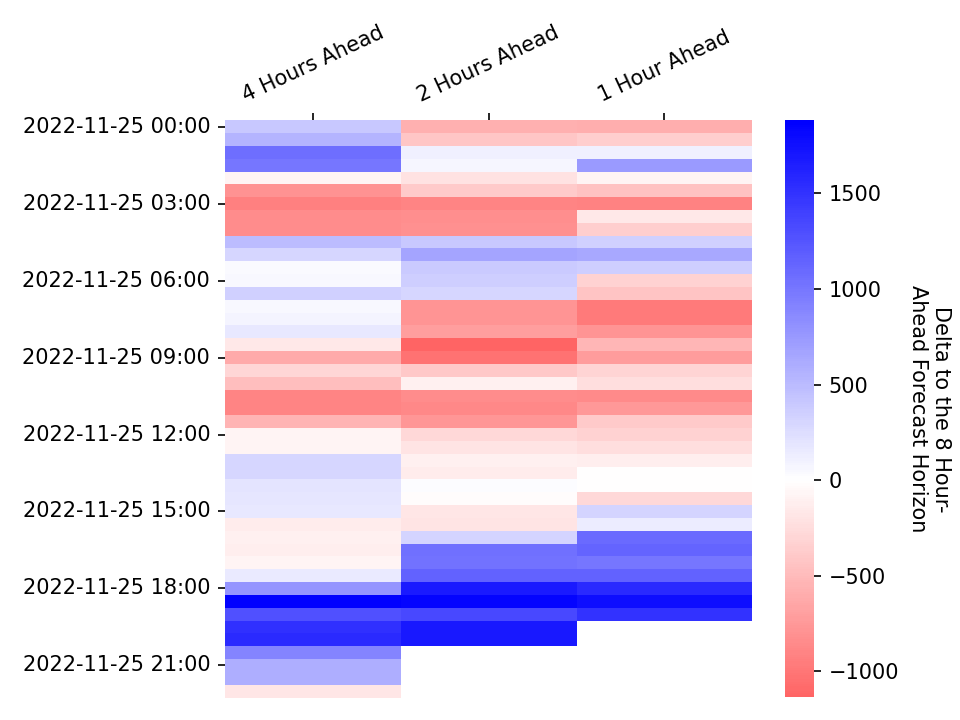 4 Hours Ahead
2 Hours Ahead
1 Hour Ahead
2022-11-25 00:00
2022-11-25 03:00
2022-11-25 06:00
2022-11-25 09:00
2022-11-25 12:00
2022-11-25 15:00
2022-11-25 18:00
2022-11-25 21:00
1500
1000
500
0
−500
−1000
Delta to the 8 Hour-
Ahead Forecast Horizon